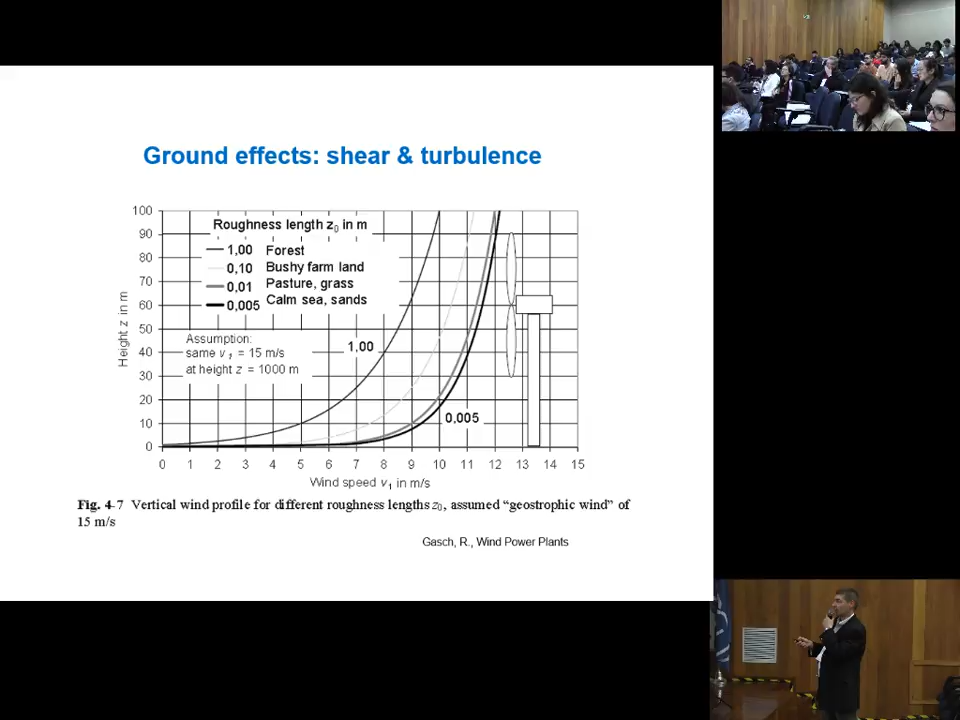 Ground effects: shear & turbulence
100
90
80
70
60
50
40
30
20
10
0
Height z in m
Roughness length z0 in m
1,00 Forest
0,10 Bushy farm land
0,01 Pasture, grass
0,005 Calm sea, sands
Assumption:
same v1 = 15 m/s
at height z = 1000 m
1,00
0,005
0 1 2 3 4 5 6 7 8 9 10 11 12 13 14 15
Wind speed v1 in m/s
Fig. 4-7 Vertical wind profile for different roughness lengths z0, assumed “geostrophic wind” of
15 m/s
Gasch, R., Wind Power Plants